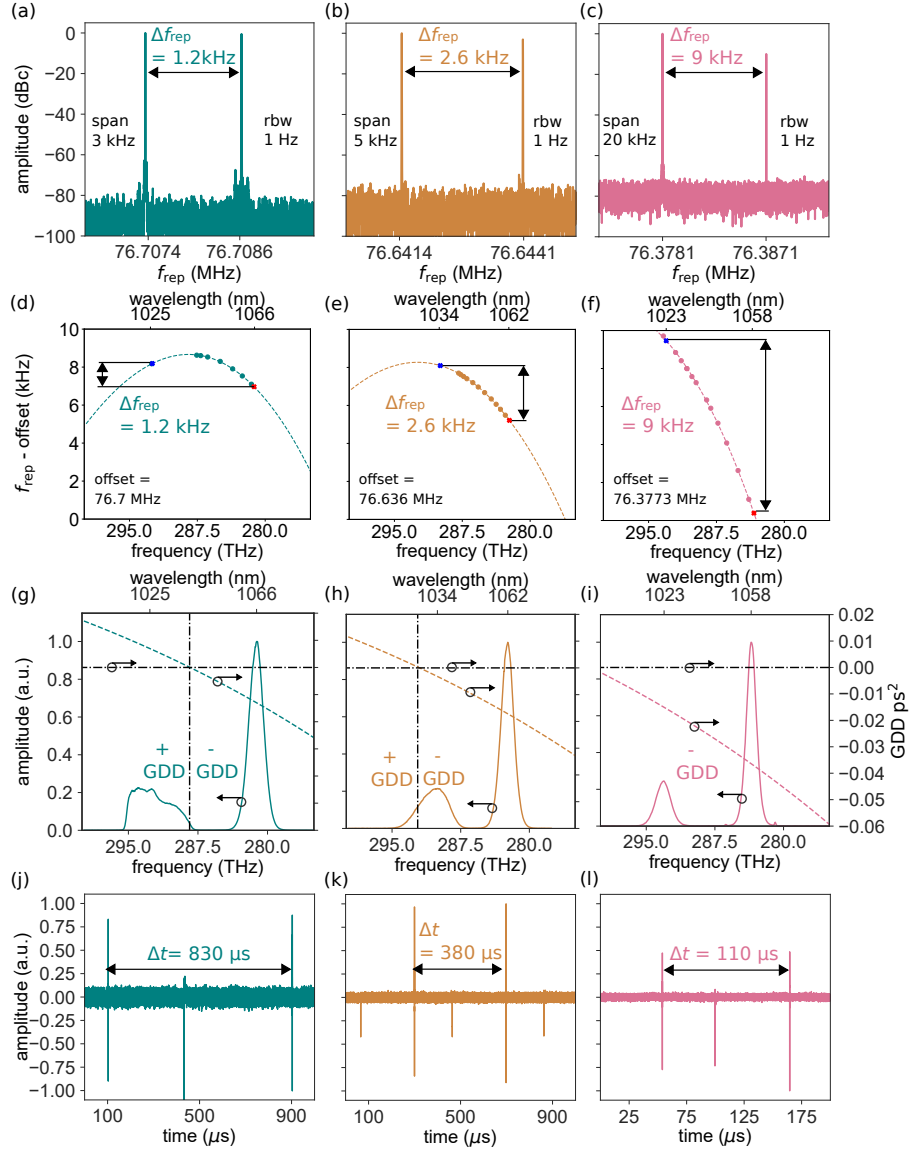 (a)
(b)
(c)
0
−20
−40
−60
−80
−100
amplitude (dBc)
Δfrep
= 1.2kHz
span
3 kHz
rbw
1 Hz
Δfrep
= 2.6 kHz
span
5 kHz
rbw
1 Hz
Δfrep
= 9 kHz
span
20 kHz
rbw
1 Hz
76.7074
76.7086
76.6414
76.6441
76.3781
76.3871
frep (MHz)
frep (MHz)
frep (MHz)
wavelength (nm)
wavelength (nm)
wavelength (nm)
(d)
1025
1066
(e)
1034
1062
(f)
1023
1058
10
8
6
4
2
0
frep - offset (kHz)
Δfrep
= 1.2 kHz
offset =
76.7 MHz
Δfrep
= 2.6 kHz
offset =
76.636 MHz
Δfrep
= 9 kHz
offset =
76.3773 MHz
295.0
287.5
280.0
295.0
287.5
280.0
295.0
287.5
280.0
frequency (THz)
frequency (THz)
frequency (THz)
wavelength (nm)
wavelength (nm)
wavelength (nm)
(g)
1025
1066
(h)
1034
1062
(i)
1023
1058
1.0
0.8
0.6
0.4
0.2
0.0
amplitude (a.u.)
+
GDD
-
GDD
+
GDD
-
GDD
-
GDD
0.02
0.01
0.00
−0.01
−0.02
−0.03
−0.04
−0.05
−0.06
GDD ps²
295.0
287.5
280.0
295.0
287.5
280.0
295.0
287.5
280.0
frequency (THz)
frequency (THz)
frequency (THz)
(j)
(k)
(l)
1.00
0.75
0.50
0.25
0.00
−0.25
−0.50
−0.75
−1.00
amplitude (a.u.)
Δt= 830 µs
Δt
= 380 µs
Δt = 110 µs
100
500
900
100
500
900
25
75
125
175
time (µs)
time (µs)
time (µs)